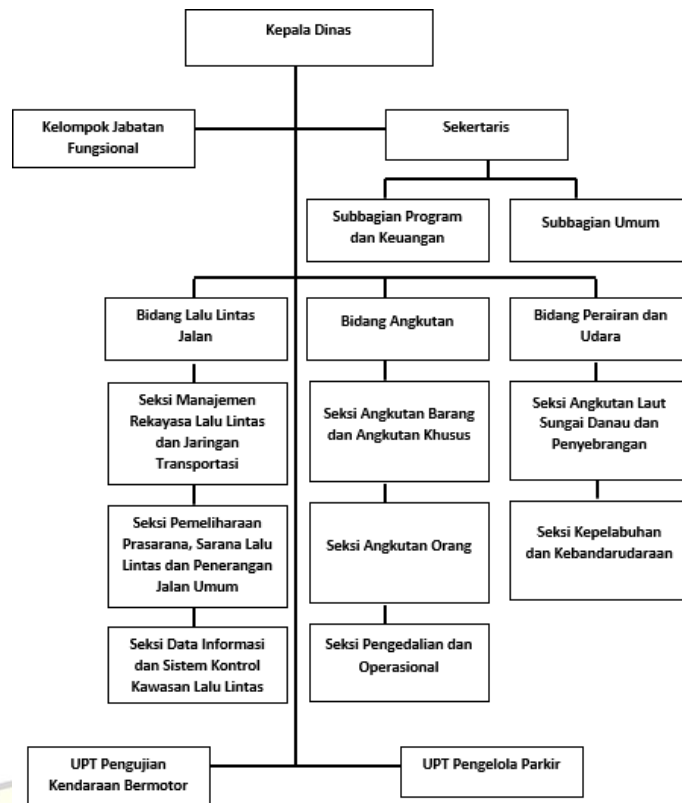 Kepala Dinas
Kelompok Jabatan
Fungsional
Sekertaris
Subbagian Program
dan Keuangan
Subbagian Umum
Bidang Lalu Lintas
Jalan
Bidang Angkutan
Bidang Perairan dan
Udara
Seksi Manajemen
Rekayasa Lalu Lintas
dan Jaringan
Transportasi
Seksi Angkutan Barang
dan Angkutan Khusus
Seksi Angkutan Laut
Sungai Danau dan
Penyebrangan
Seksi Pemeliharaan
Prasarana, Sarana Lalu
Lintas dan Penerangan
Jalan Umum
Seksi Angkutan Orang
Seksi Kepelabuhan
dan Kebandarudaraan
Seksi Data Informasi
dan Sistem Kontrol
Kawasan Lalu Lintas
Seksi Pengedalian dan
Operasional
UPT Pengujian
Kendaraan Bermotor
UPT Pengelola Parkir